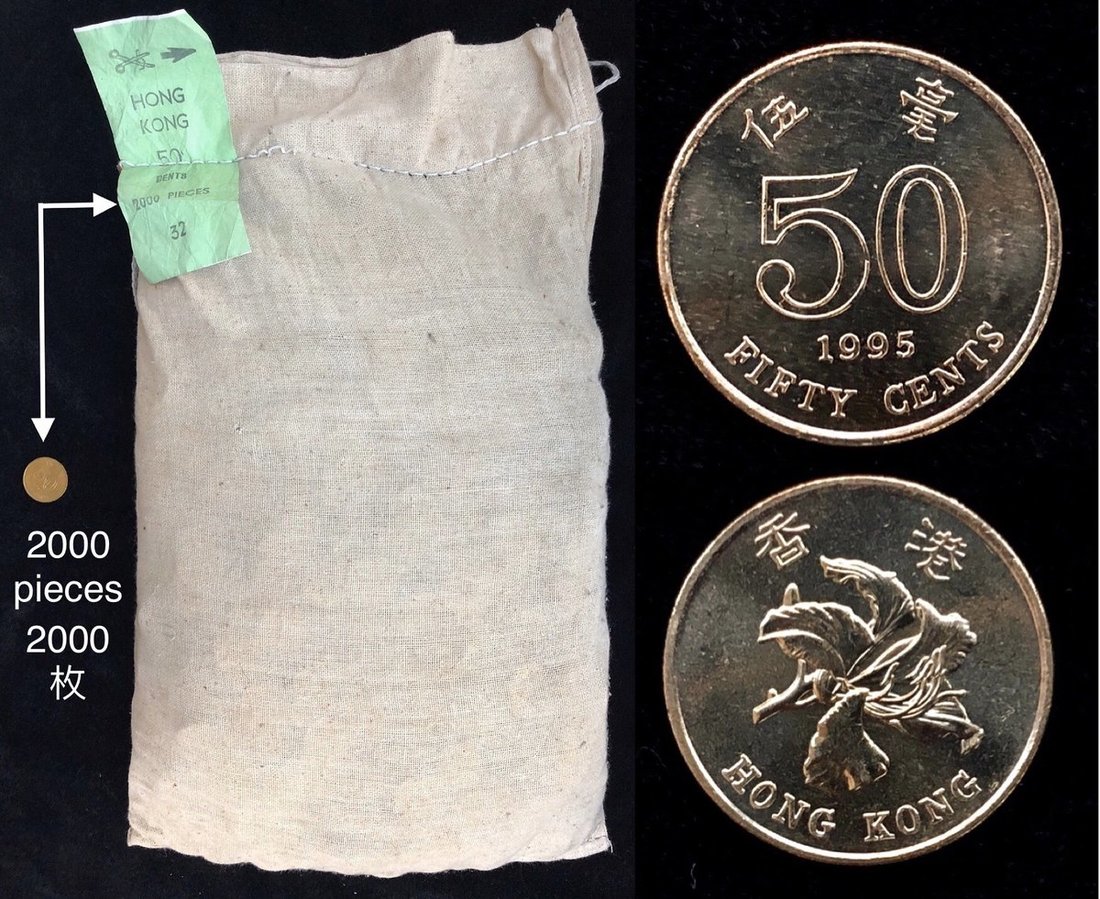 HONG
KONG
50
CENTS
2000 PIECES
32
2000
pieces
2000
枚
伍毫
50
1995
FIFTY CENTS
香港
HONG KONG